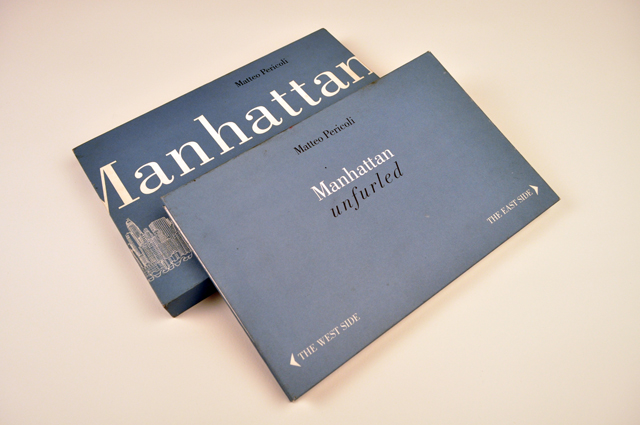 Matteo Pericoli
Manhattan
Matteo Pericoli
Manhattan
unfurled
THE EAST SIDE
THE WEST SIDE